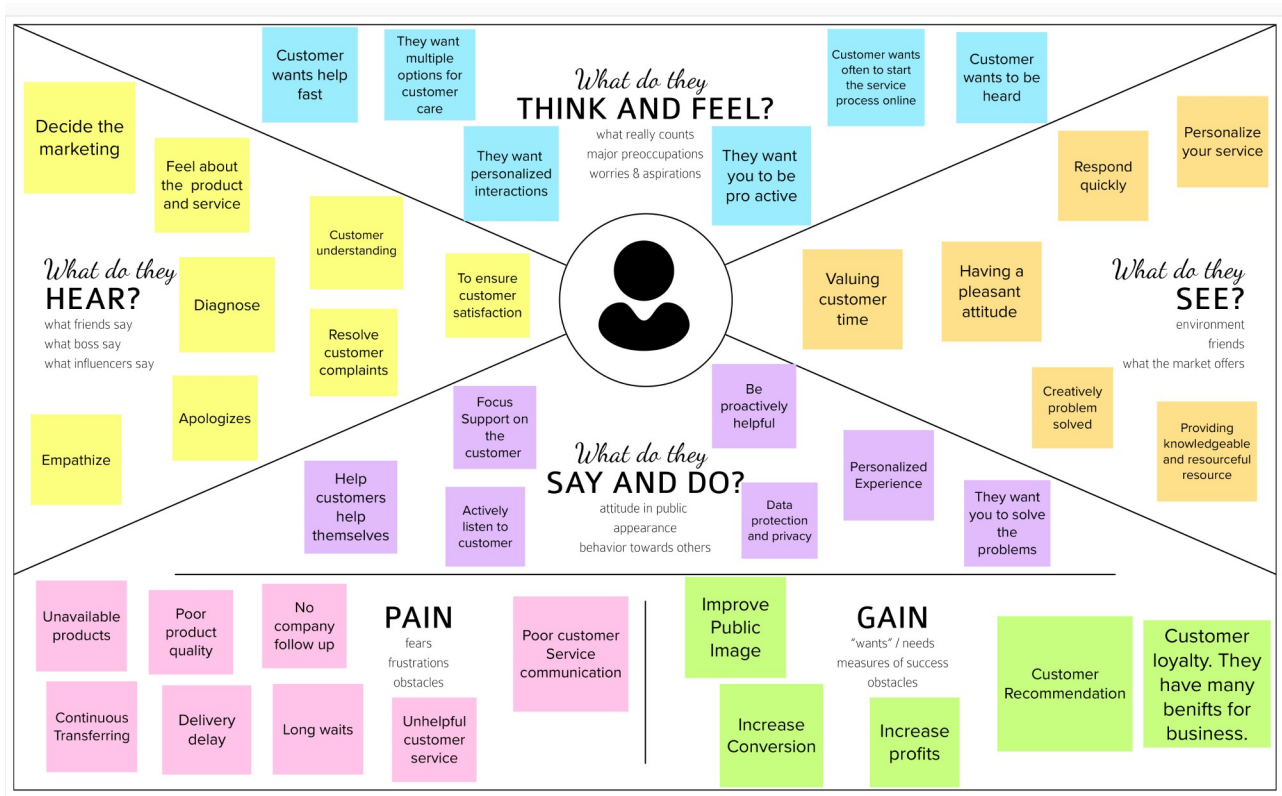 Customer
wants help
fast
They want
multiple
options for
customer
care
What do they
THINK AND FEEL?
what really counts
major preoccupations
worries & aspirations
They want
personalized
interactions
They want
you to be
pro active
Customer wants
often to start
the service
process online
Customer
wants to be
heard
Decide the
marketing
Feel about
the product
and service
Customer
understanding
What do they
HEAR?
what friends say
what boss say
what influencers say
Diagnose
To ensure
customer
satisfaction
Resolve
customer
complaints
Apologizes
Empathize
Personalize
your service
Respond
quickly
Valuing
customer
time
Having a
pleasant
attitude
What do they
SEE?
environment
friends
what the market offers
Creatively
problem
solved
Providing
knowledgeable
and resourceful
resource
Focus
Support on
the
customer
Be
proactively
helpful
What do they
SAY AND DO?
attitude in public
appearance
behavior towards others
Help
customers
help
themselves
Actively
listen to
customer
Data
protection
and privacy
Personalized
Experience
They want
you to solve
the
problems
Unavailable
products
Poor
product
quality
No
company
follow up
PAIN
fears
frustrations
obstacles
Poor customer
Service
communication
Continuous
Transferring
Delivery
delay
Long waits
Unhelpful
customer
service
Improve
Public
Image
GAIN
"wants" / needs
measures of success
obstacles
Increase
Conversion
Increase
profits
Customer
Recommendation
Customer
loyalty. They
have many
benifts for
business.